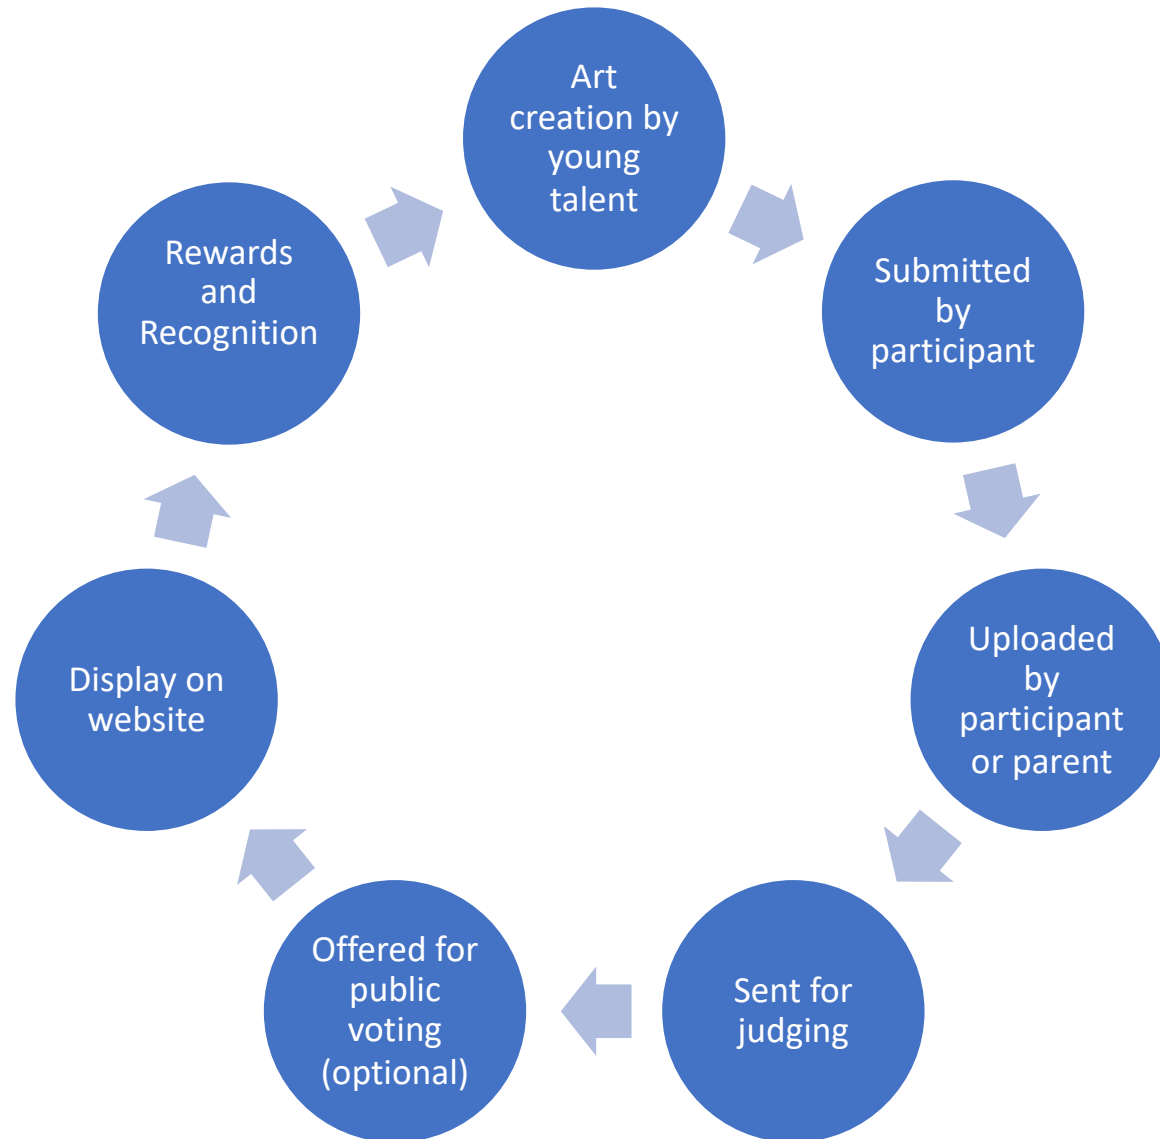 Art
creation by
young
talent
Submitted
by
participant
Uploaded
by
participant
or parent
Sent for
judging
Offered for
public
voting
(optional)
Display on
website
Rewards
and
Recognition